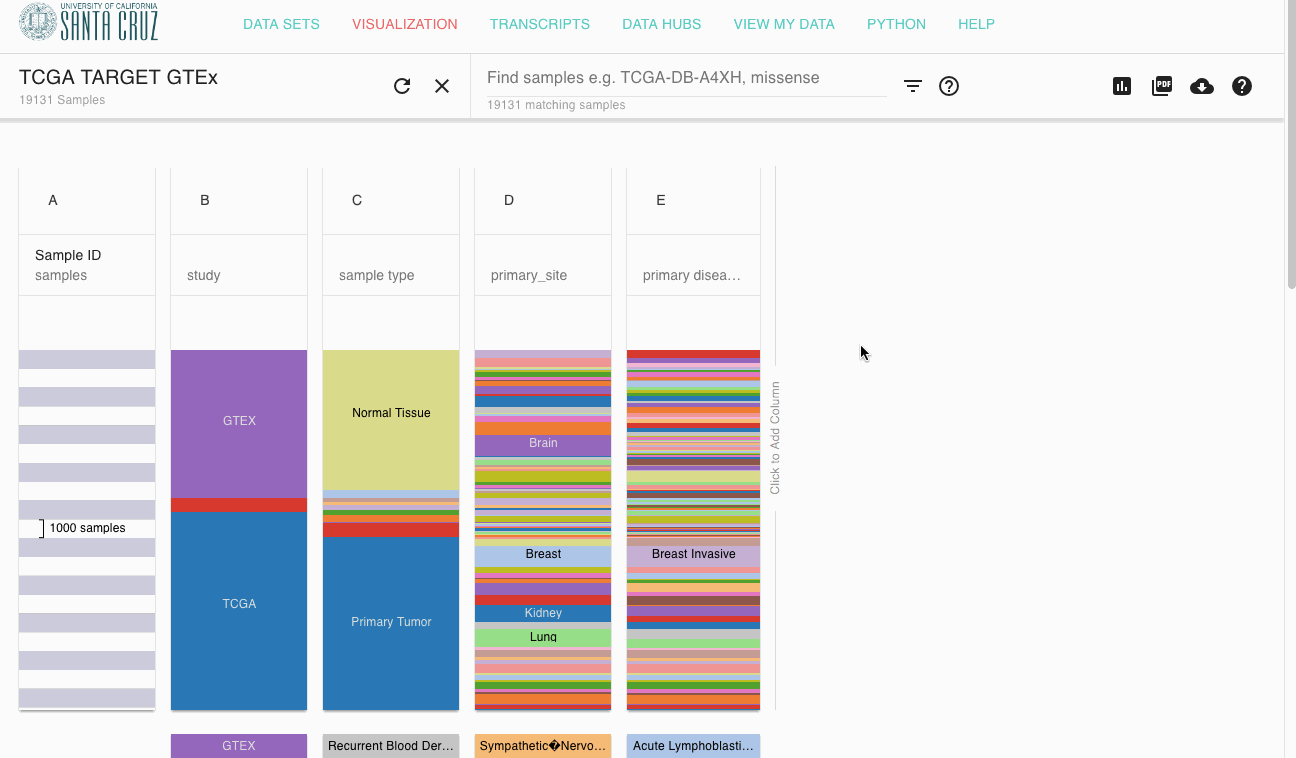 UNIVERSITY OF CALIFORNIA
SANTA CRUZ
DATA SETS
VISUALIZATION
TRANSCRIPTS
DATA HUBS
VIEW MY DATA
PYTHON
HELP
TCGA TARGET GTEx
19131 Samples
Find samples e.g. TCGA-DB-A4XH, missense
19131 matching samples
PDF
A
B
C
D
E
Sample ID
samples
study
sample type
primary_site
primary disea…
GTEX
TCGA
Normal Tissue
Primary Tumor
Brain
Breast
Kidney
Lung
Breast Invasive
1000 samples
Click to Add Column
GTEX
Recurrent Blood Der…
Sympathetic�Nervo…
Acute Lymphoblasti…